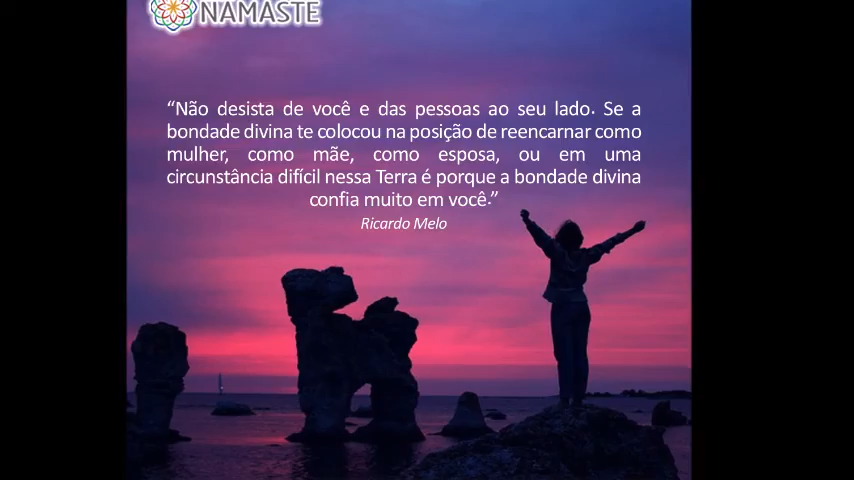 NAMASTE
“Não desista de você e das pessoas ao seu lado. Se a
bondade divina te colocou na posição de reencarnar como
mulher, como mãe, como esposa, ou em uma
circunstância difícil nessa Terra é porque a bondade divina
confia muito em você.”
Ricardo Melo